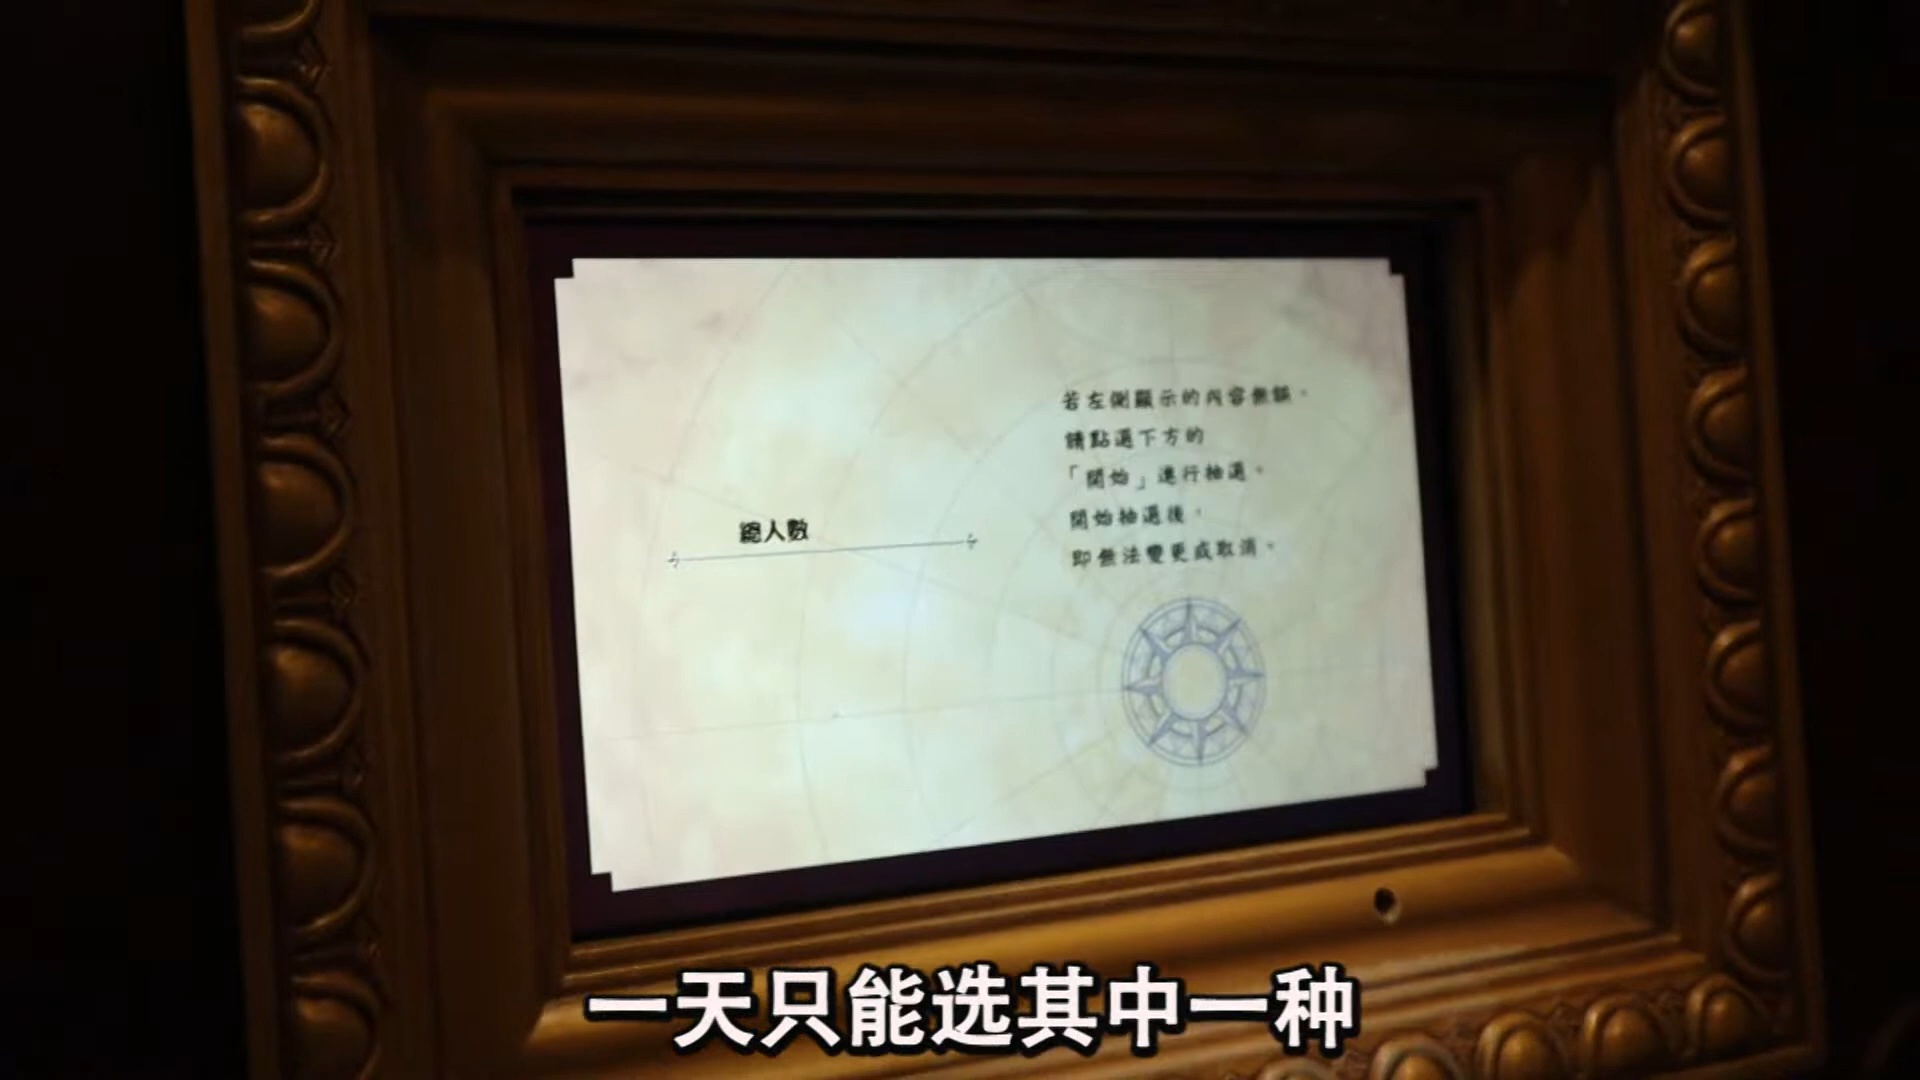 總人數
若左側顯示的內容無誤,
請點選下方的
「開始」進行抽選。
開始抽選後,
即無法變更或取消。
一天只能选其中一种